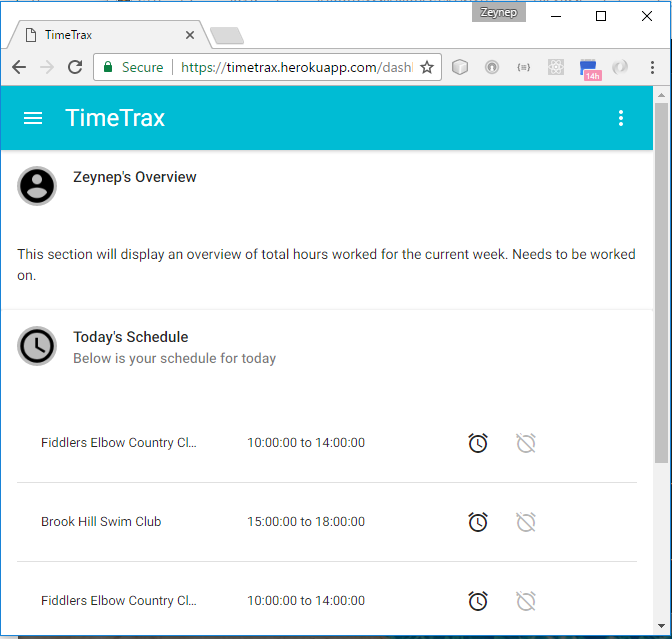 Zeynep
TimeTrax
Secure
https://timetrax.herokuapp.com/dash
14h
TimeTrax
Zeynep's Overview
This section will display an overview of total hours worked for the current week. Needs to be worked
on.
Today's Schedule
Below is your schedule for today
Fiddlers Elbow Country Cl... 10:00:00 to 14:00:00
Brook Hill Swim Club 15:00:00 to 18:00:00
Fiddlers Elbow Country Cl... 10:00:00 to 14:00:00